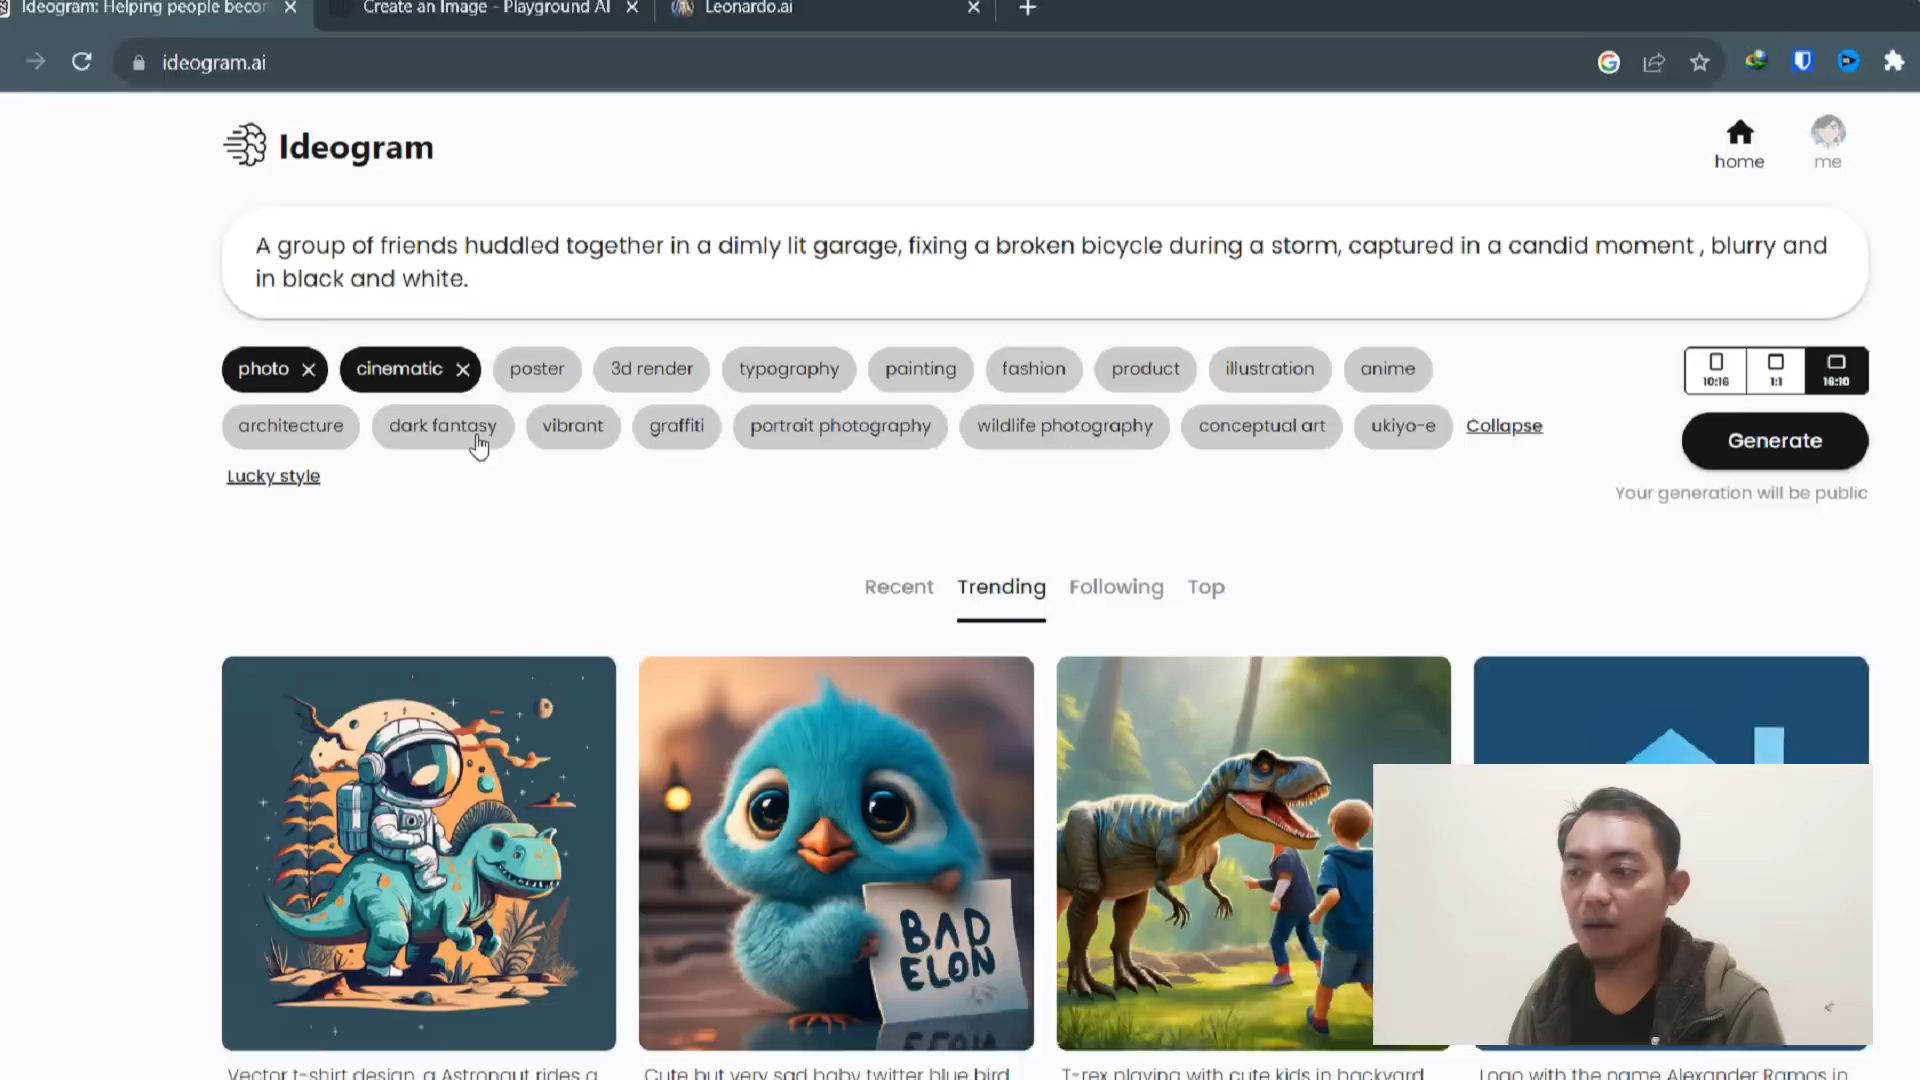 Ideogram: Helping people becon
Create an Image - Playground AI
Leonardo.ai
ideogram.ai
Ideogram
home
me
A group of friends huddled together in a dimly lit garage, fixing a broken bicycle during a storm, captured in a candid moment , blurry and
in black and white.
photo
cinematic
poster
3d render
typography
painting
fashion
product
illustration
anime
10:16
1:1
16:10
architecture
dark fantasy
vibrant
graffiti
portrait photography
wildlife photography
conceptual art
ukiyo-e
Collapse
Generate
Lucky style
Your generation will be public
Recent
Trending
Following
Top
BAD
ELON
Vector t-shirt design, a Astronaut rides a
Cute but very sad baby twitter blue bird
T-rex playing with cute kids in backyard
Logo with the name Alexander Ramos in